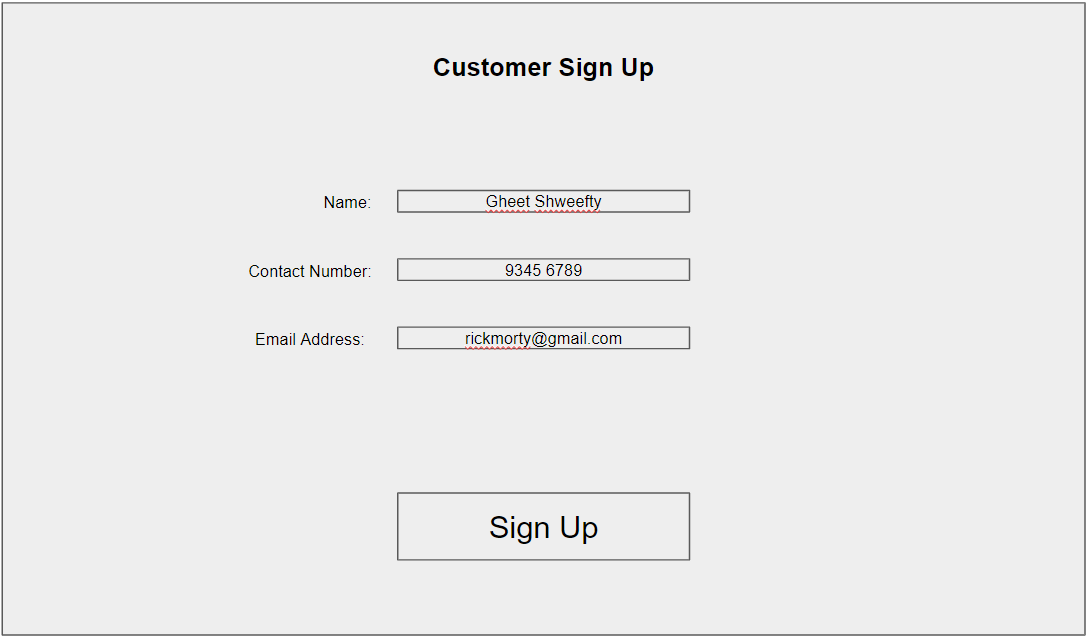 Customer Sign Up
Name: Gheet Shweefty
Contact Number: 9345 6789
Email Address: rickmorty@gmail.com
Sign Up